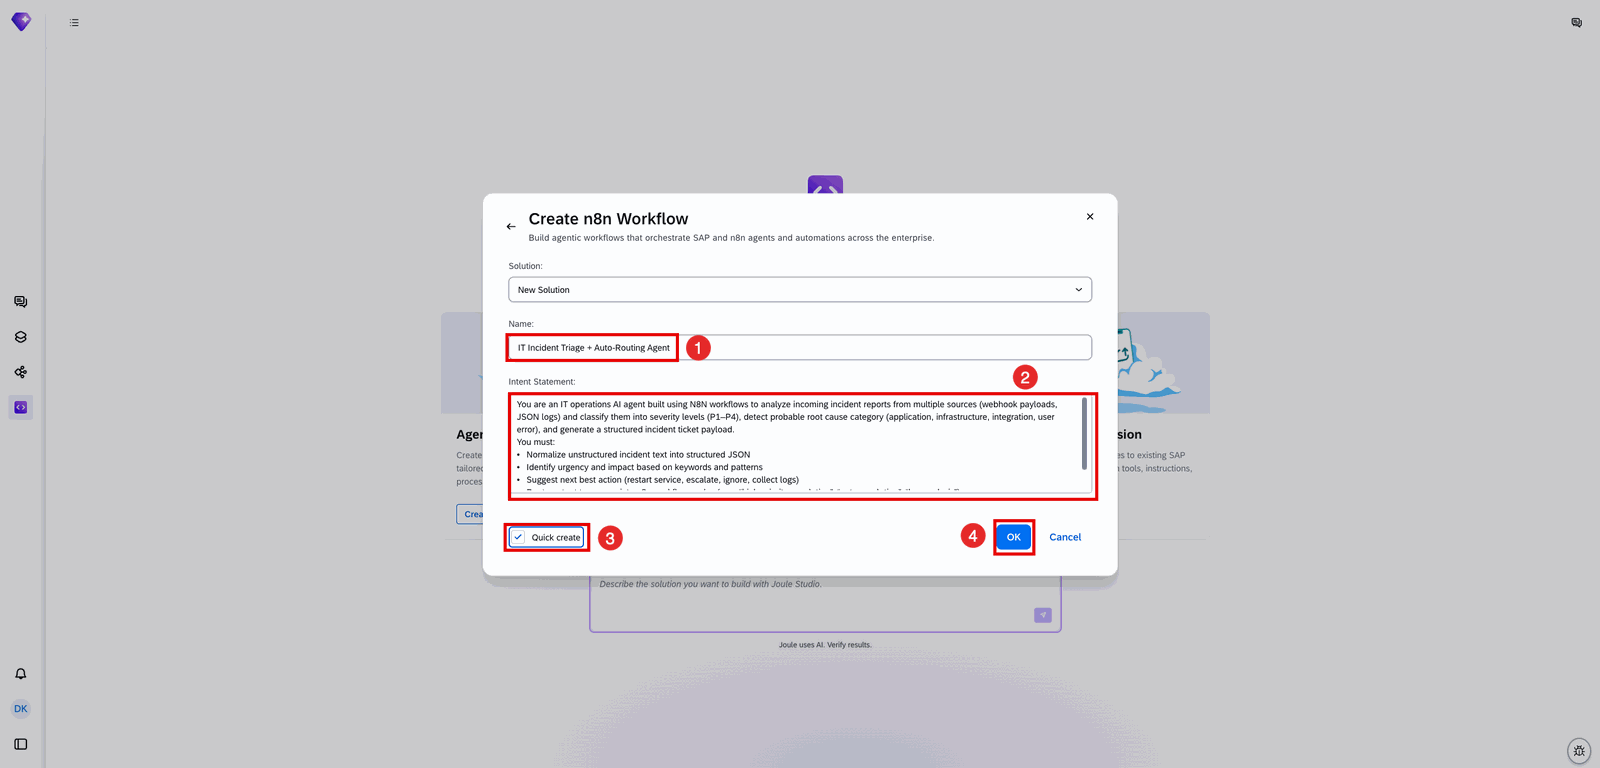 Create n8n Workflow
Build agentic workflows that orchestrate SAP and n8n agents and automations across the enterprise.
Solution:
New Solution
Name:
IT Incident Triage + Auto-Routing Agent
1
2
Intent Statement:
You are an IT operations AI agent built using N8N workflows to analyze incoming incident reports from multiple sources (webhook payloads,
JSON logs) and classify them into severity levels (P1–P4), detect probable root cause category (application, infrastructure, integration, user
error), and generate a structured incident ticket payload.
You must:
• Normalize unstructured incident text into structured JSON
• Identify urgency and impact based on keywords and patterns
• Suggest next best action (restart service, escalate, ignore, collect logs)
Quick create
3
4
OK
Cancel
Create
tailored
sion
es to existing SAP
tools, instructions,
Describe the solution you want to build with Joule Studio.
Joule uses AI. Verify results.
DK